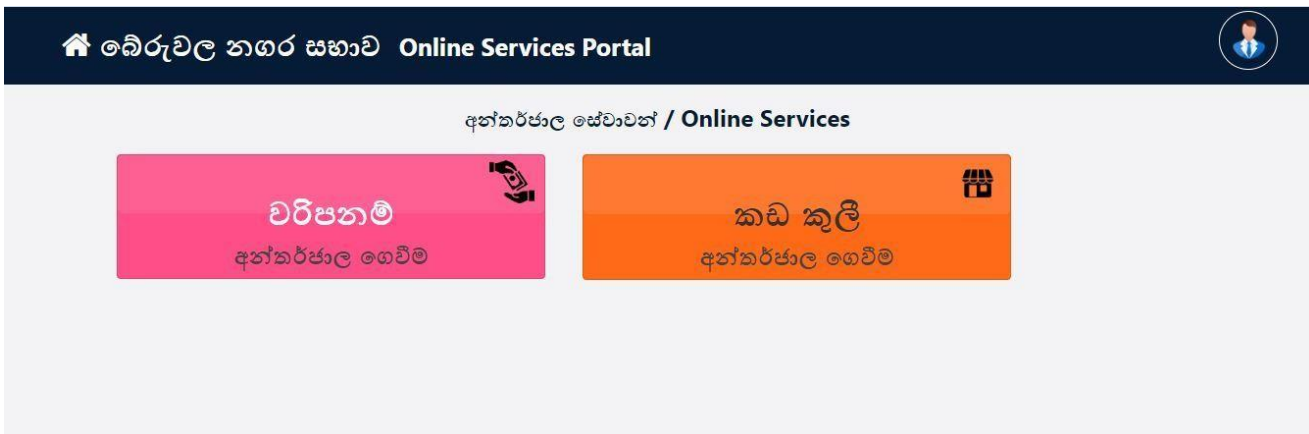 බේරුවල නගර සභාව Online Services Portal
අන්තර්ජාල සේවාවන් / Online Services
වරිපනම්
අන්තර්ජාල ගෙවීම
කඩ කුලී
අන්තර්ජාල ගෙවීම